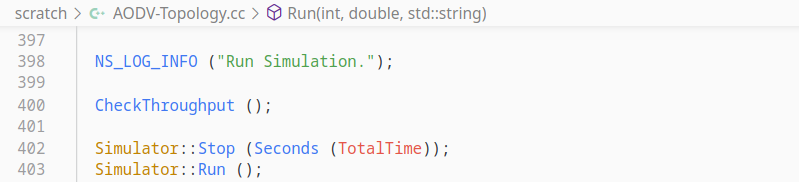 scratch > AODV-Topology.cc > Run(int, double, std::string)
397
398 NS_LOG_INFO ("Run Simulation.");
399
400 CheckThroughput ();
401
402 Simulator::Stop (Seconds (TotalTime));
403 Simulator::Run ();